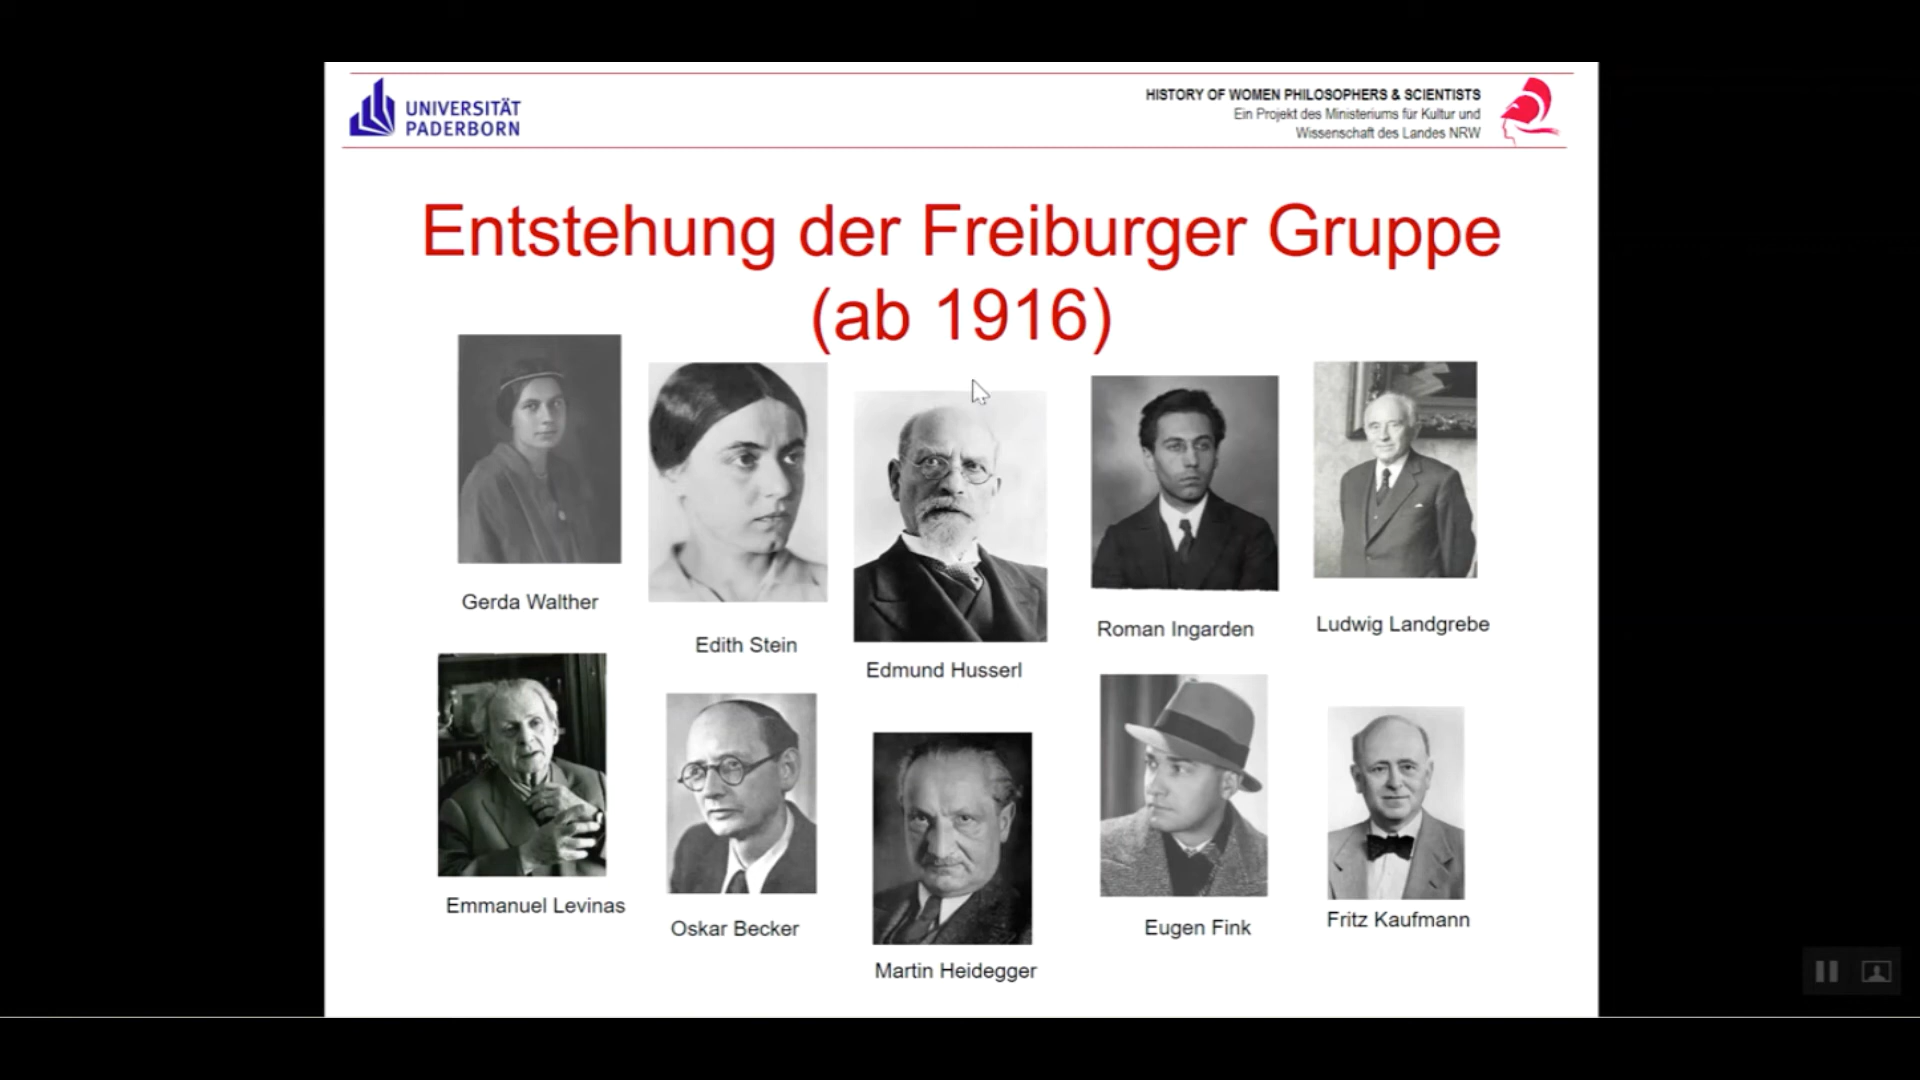 UNIVERSITÄT
PADERBORN
HISTORY OF WOMEN PHILOSOPHERS & SCIENTISTS
Ein Projekt des Ministeriums für Kultur und
Wissenschaft des Landes NRW
Entstehung der Freiburger Gruppe
(ab 1916)
Gerda Walther
Edith Stein
Edmund Husserl
Roman Ingarden
Ludwig Landgrebe
Emmanuel Levinas
Oskar Becker
Martin Heidegger
Eugen Fink
Fritz Kaufmann